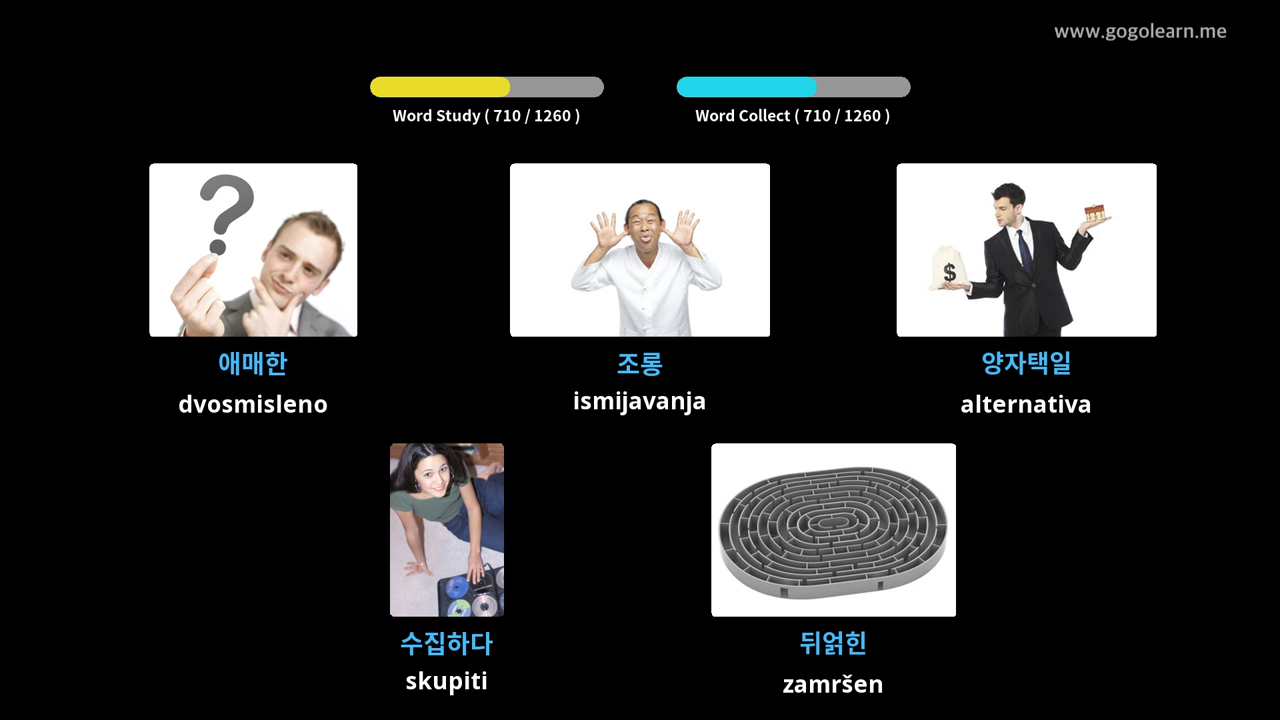 www.gogolearn.me
Word Study ( 710 / 1260 )
Word Collect ( 710 / 1260 )
?
$
애매한
dvosmisleno
조롱
ismijavanja
양자택일
alternativa
수집하다
skupiti
뒤얽힌
zamršen